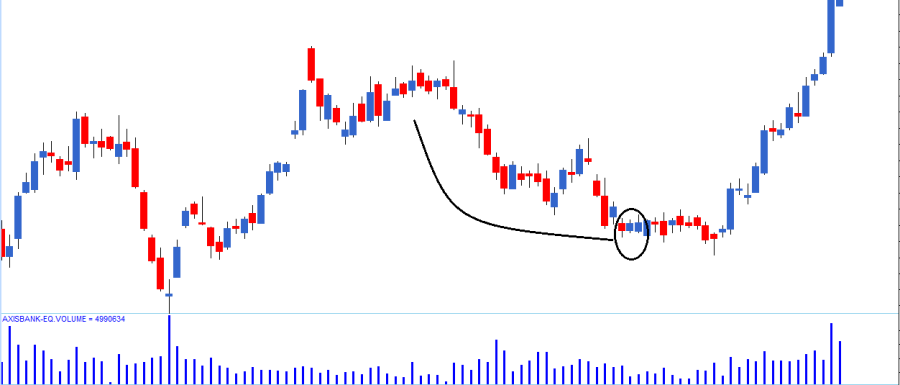 AXISBANK-EQ.VOLUME = 4990634